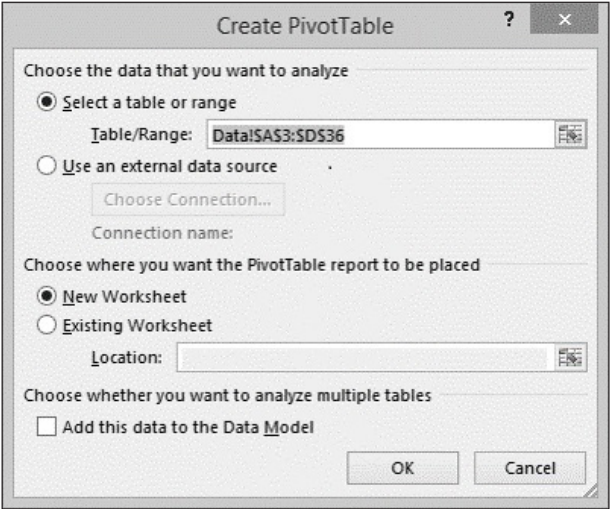 Create PivotTable
? ×
Choose the data that you want to analyze
Select a table or range
Table/Range: Data!$A$3:$D$36
Use an external data source
Choose Connection...
Connection name:
Choose where you want the PivotTable report to be placed
New Worksheet
Existing Worksheet
Location:
Choose whether you want to analyze multiple tables
Add this data to the Data Model
OK Cancel